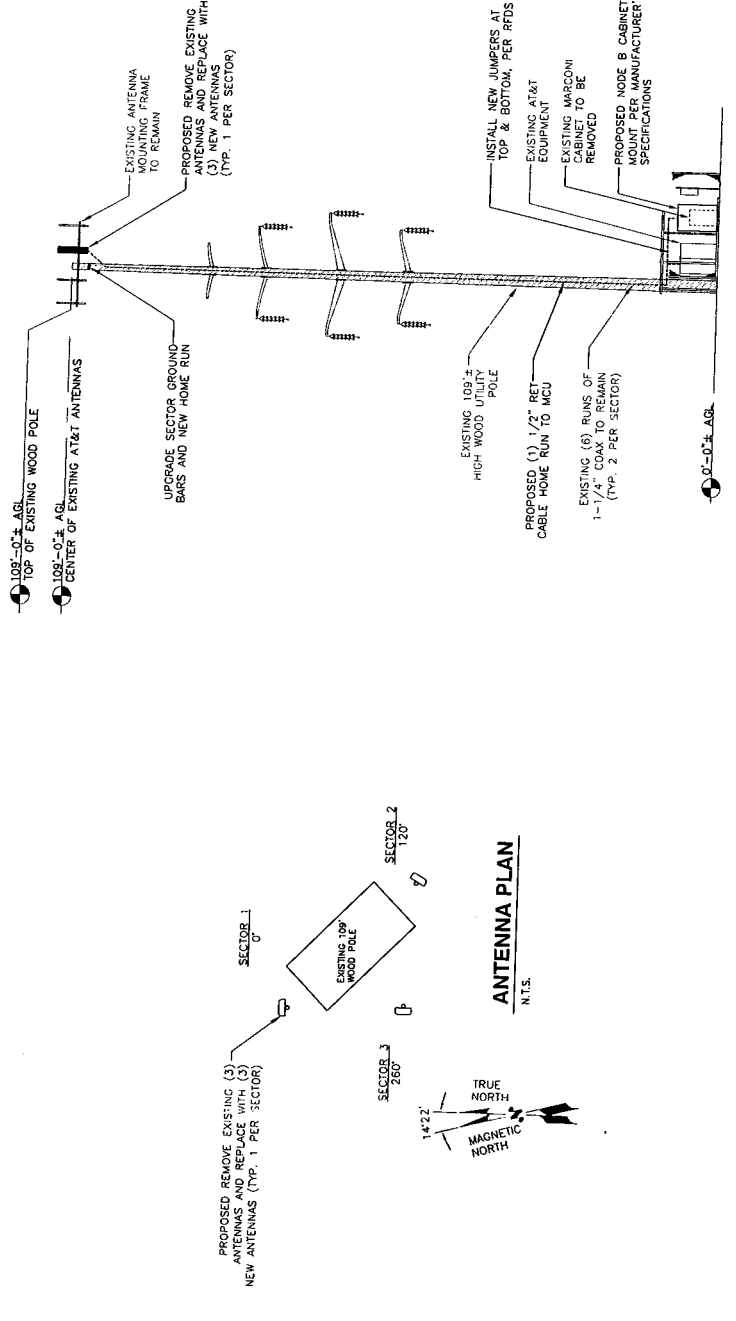 109'-0"± AGL
TOP OF EXISTING WOOD POLE
109'-0"± AGL
CENTER OF EXISTING AT&T ANTENNAS
EXISTING ANTENNA
MOUNTING FRAME
TO REMAIN
PROPOSED REMOVE EXISTING
ANTENNAS AND REPLACE WITH
(3) NEW ANTENNAS
(TYP. 1 PER SECTOR)
UPGRADE SECTOR GROUND
BARS AND NEW HOME RUN
EXISTING 109'±
HIGH WOOD UTILITY
POLE
PROPOSED (1) 1/2" RET
CABLE HOME RUN TO MCU
EXISTING (6) RUNS OF
1-1/4" COAX TO REMAIN
(TYP. 2 PER SECTOR)
INSTALL NEW JUMPERS AT
TOP & BOTTOM, PER RFDS
EXISTING AT&T
EQUIPMENT
EXISTING MARCONI
CABINET TO BE
REMOVED
PROPOSED NODE B CABINET
MOUNT PER MANUFACTURER'
SPECIFICATIONS
0'-0"± AGL
PROPOSED REMOVE EXISTING (3)
ANTENNAS AND REPLACE WITH (3)
NEW ANTENNAS (TYP. 1 PER SECTOR)
SECTOR 1
0°
SECTOR 2
120°
EXISTING 109'
WOOD POLE
SECTOR 3
260°
14°22'
TRUE
NORTH
MAGNETIC
NORTH
ANTENNA PLAN
N.T.S.